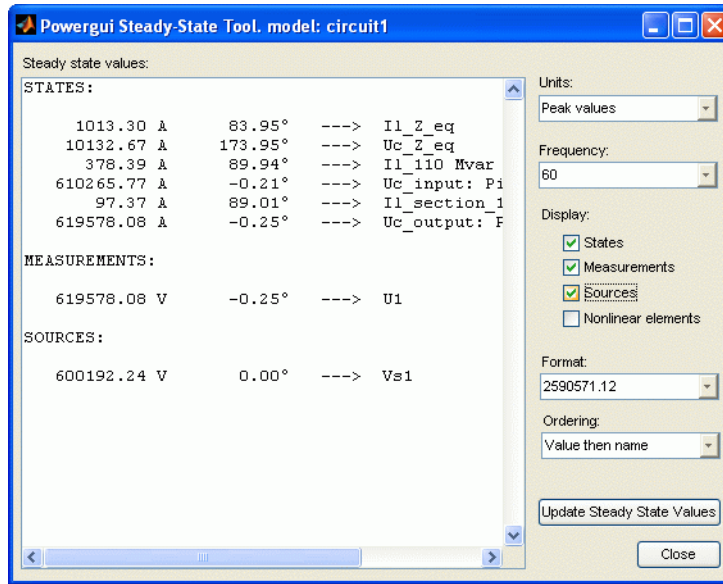 Powergui Steady-State Tool. model: circuit1
Steady state values:
STATES:
1013.30 A 83.95° ---> Il_Z_eq
10132.67 A 173.95° ---> Uc_Z_eq
378.39 A 89.94° ---> Il_110 Mvar
610265.77 A -0.21° ---> Uc_input: Pi
97.37 A 89.01° ---> Il_section_1
619578.08 A -0.25° ---> Uc_output: P
MEASUREMENTS:
619578.08 V -0.25° ---> U1
SOURCES:
600192.24 V 0.00° ---> Vs1
Units:
Peak values
Frequency:
60
Display:
States
Measurements
Sources
Nonlinear elements
Format:
2590571.12
Ordering:
Value then name
Update Steady State Values
Close